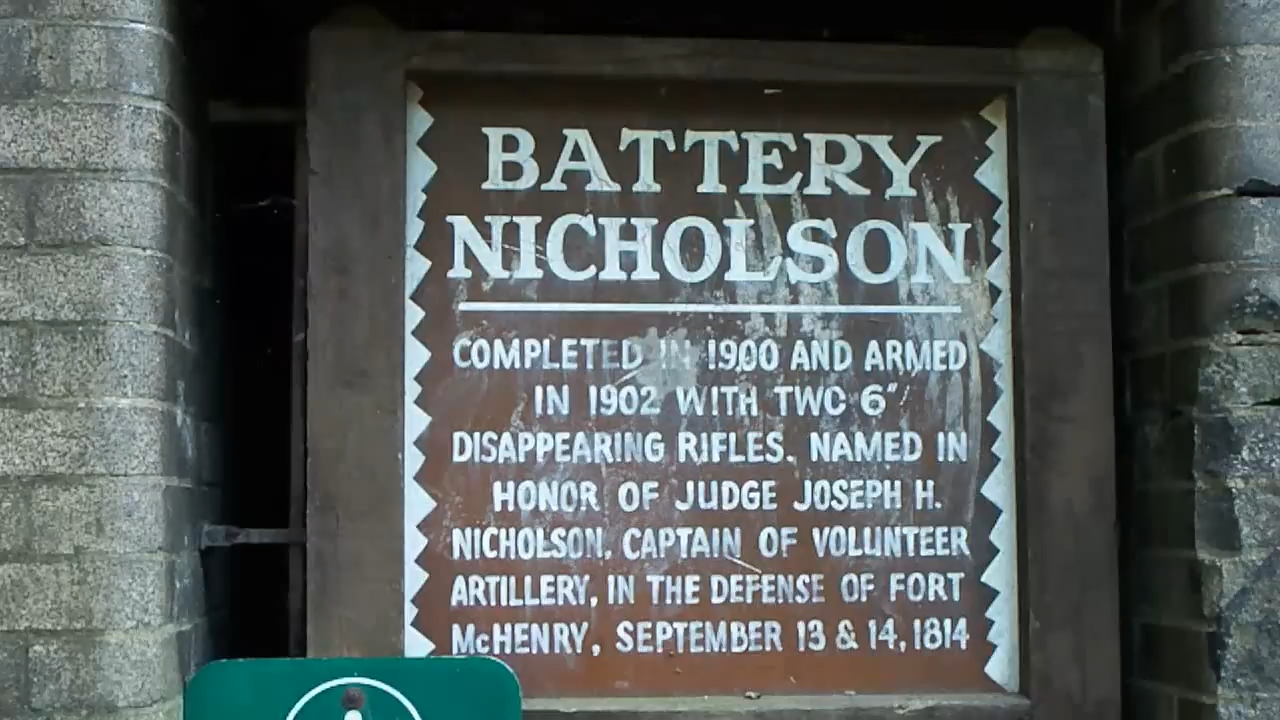 BATTERY
NICHOLSON
COMPLETED IN 1900 AND ARMED
IN 1902 WITH TWO 6"
DISAPPEARING RIFLES. NAMED IN
HONOR OF JUDGE JOSEPH H.
NICHOLSON, CAPTAIN OF VOLUNTEER
ARTILLERY, IN THE DEFENSE OF FORT
McHENRY, SEPTEMBER 13 & 14, 1814